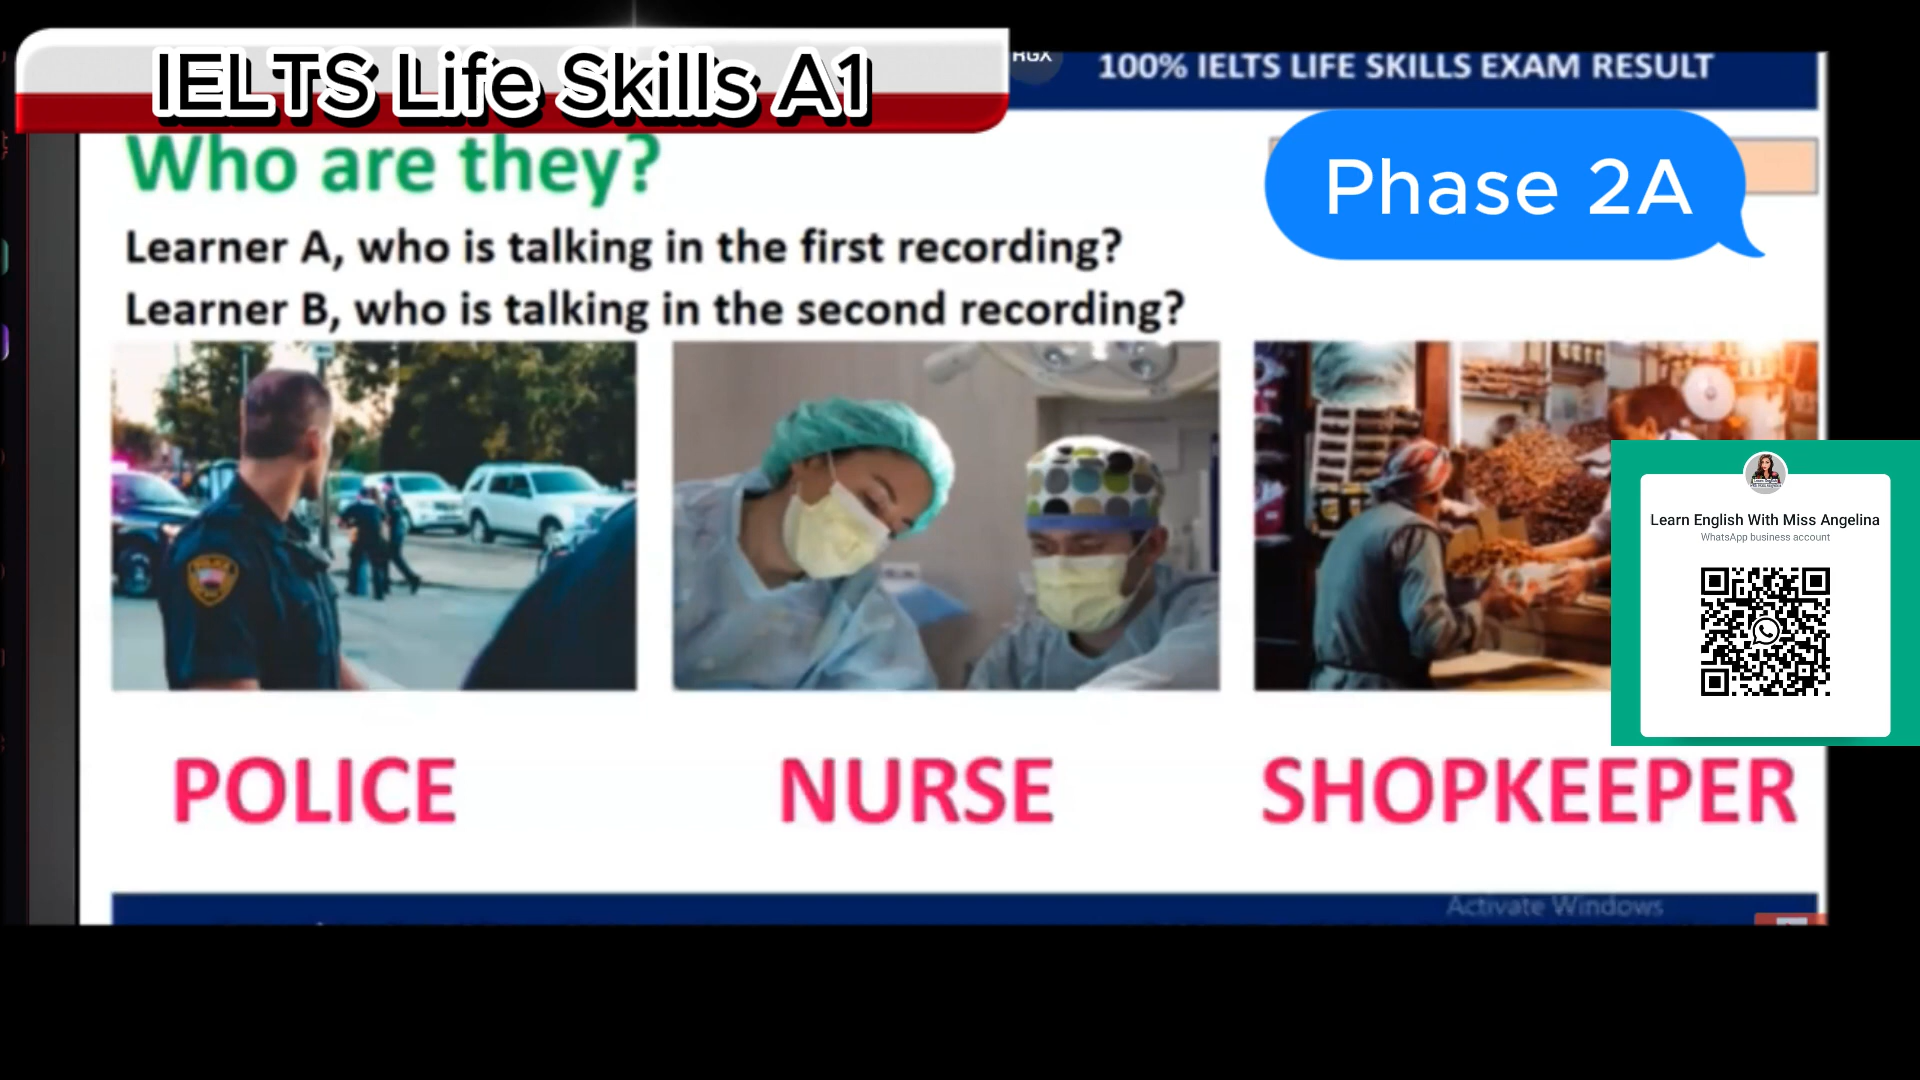 IELTS Life Skills A1
RGX
100% IELTS LIFE SKILLS EXAM RESULT
Who are they?
Phase 2A
Learner A, who is talking in the first recording?
Learner B, who is talking in the second recording?
POLICE
Learn English With Miss Angelina
WhatsApp business account
POLICE
NURSE
SHOPKEEPER
Activate Windows